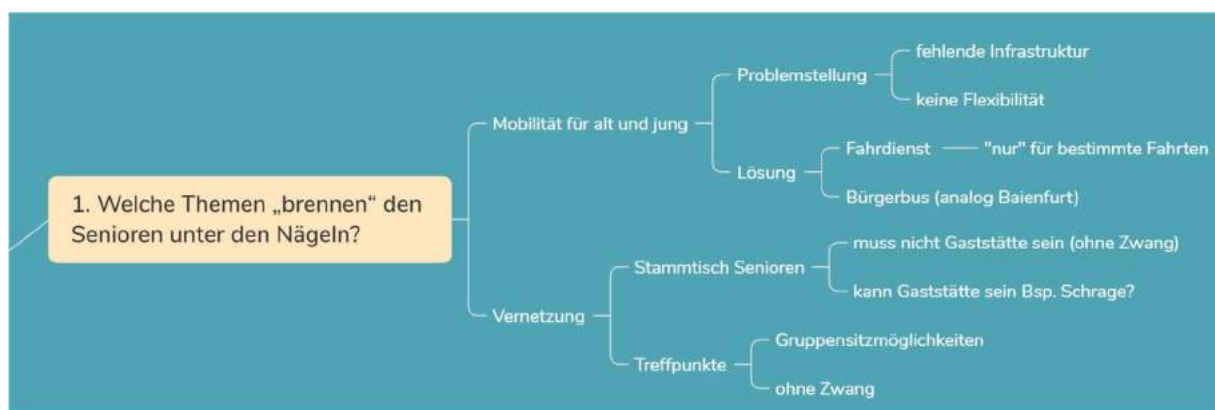 1. Welche Themen „brennen“ den
Senioren unter den Nägeln?
Mobilität für alt und jung
Problemstellung
fehlende Infrastruktur
keine Flexibilität
Lösung
Fahrdienst
"nur" für bestimmte Fahrten
Bürgerbus (analog Baienfurt)
Vernetzung
Stammtisch Senioren
muss nicht Gaststätte sein (ohne Zwang)
kann Gaststätte sein Bsp. Schrage?
Treffpunkte
Gruppensitzmöglichkeiten
ohne Zwang